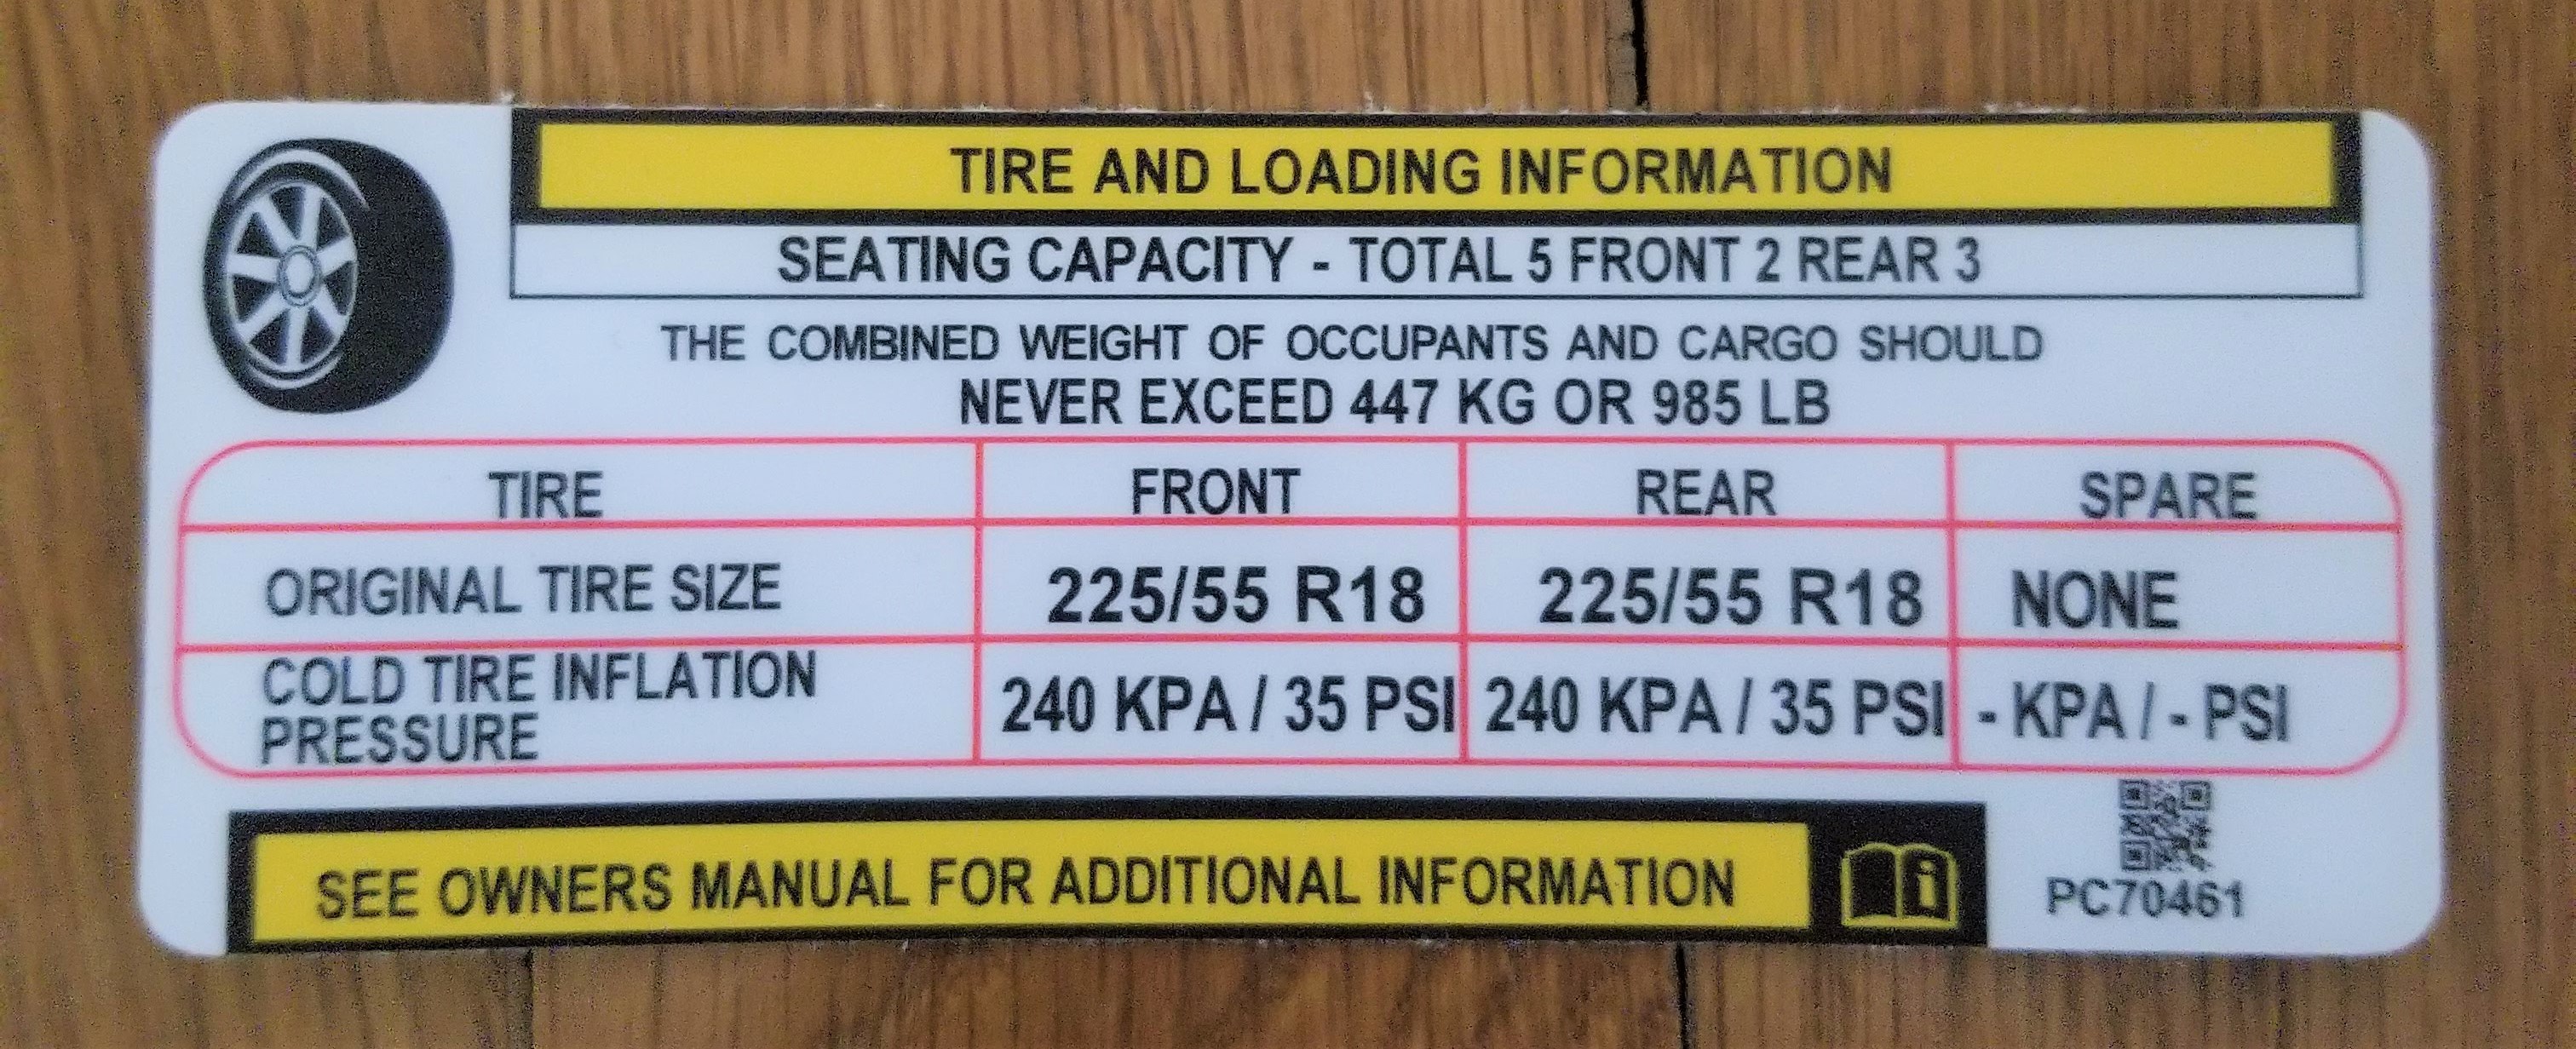 TIRE AND LOADING INFORMATION
SEATING CAPACITY - TOTAL 5 FRONT 2 REAR 3
THE COMBINED WEIGHT OF OCCUPANTS AND CARGO SHOULD
NEVER EXCEED 447 KG OR 985 LB
TIRE FRONT REAR SPARE
ORIGINAL TIRE SIZE 225/55 R18 225/55 R18 NONE
COLD TIRE INFLATION
PRESSURE 240 KPA / 35 PSI 240 KPA / 35 PSI - KPA / - PSI
SEE OWNERS MANUAL FOR ADDITIONAL INFORMATION
PC70461